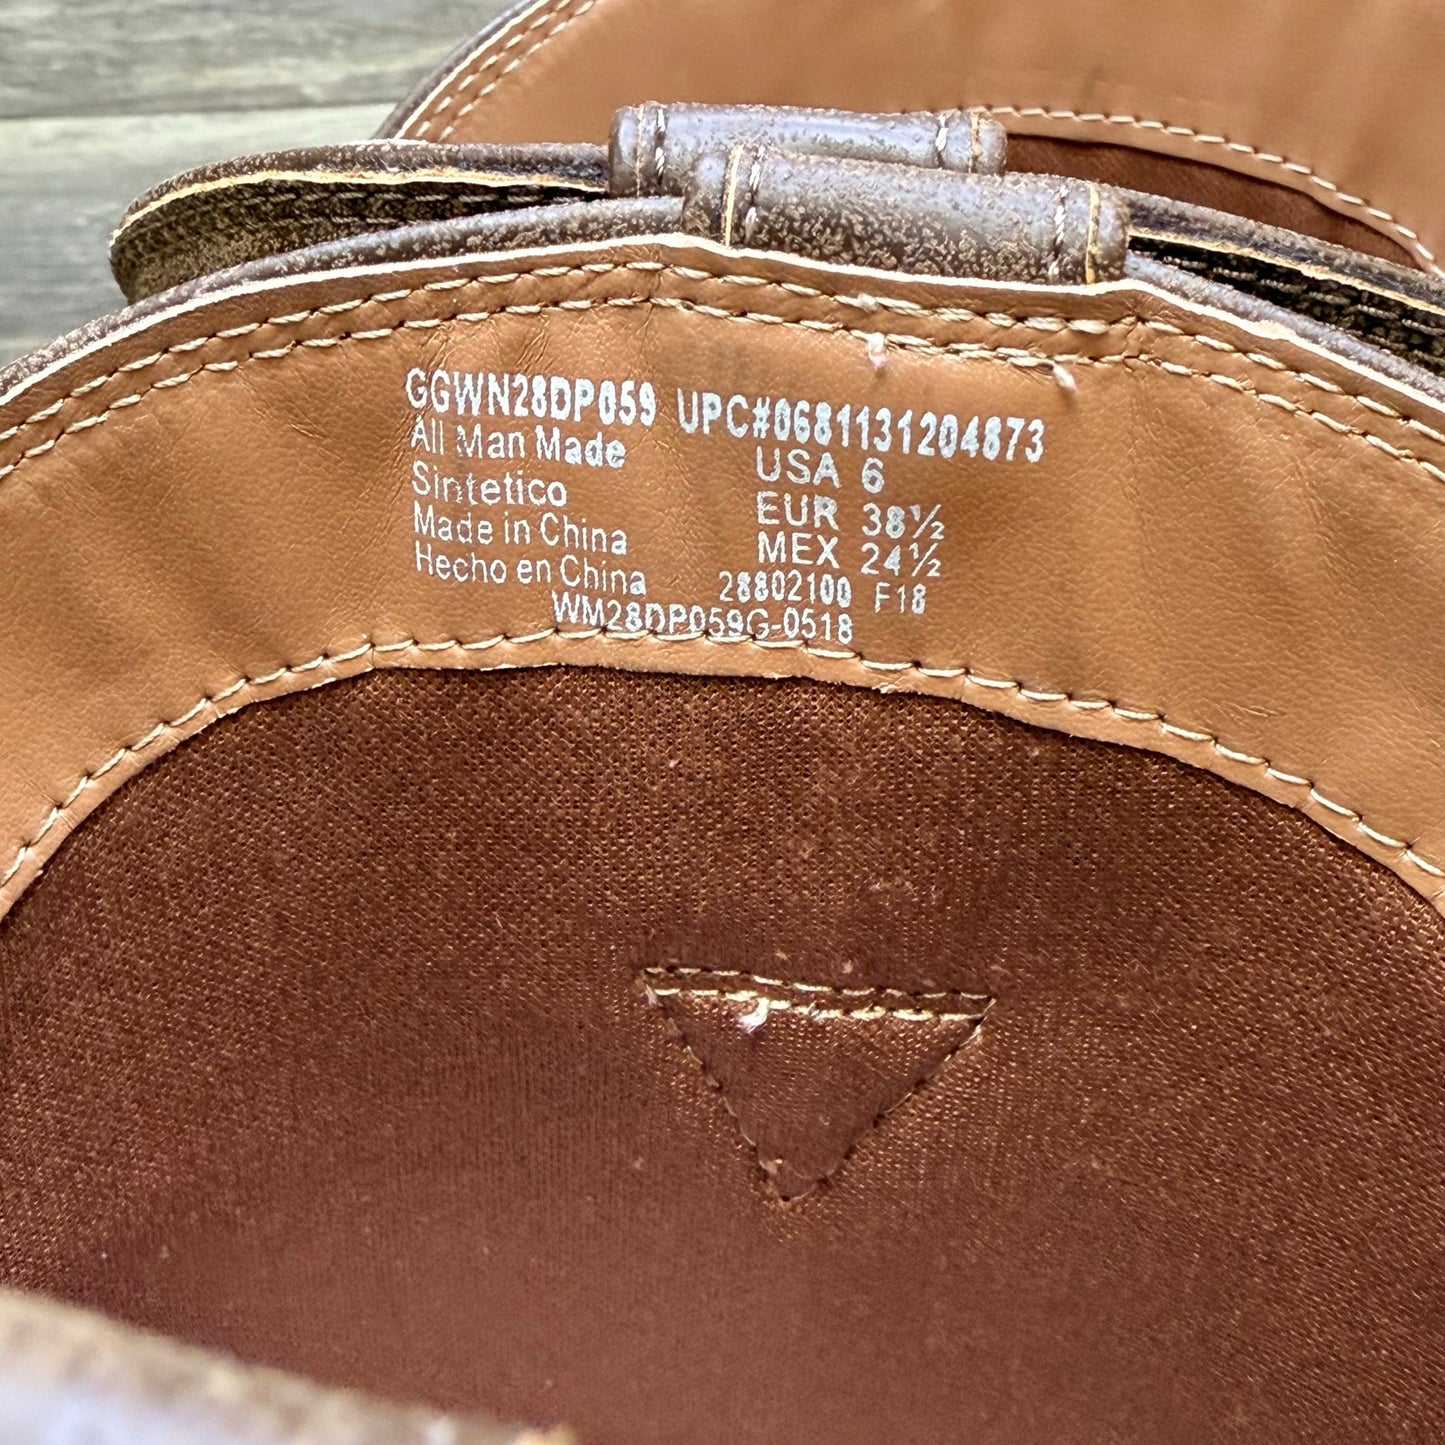 GGWN28DP059 UPC#0681131204873
All Man Made
Sintetico
Made in China
Hecho en China
USA 6
EUR 38½
MEX 24½
28802100 F18
WM28DP059G-0518